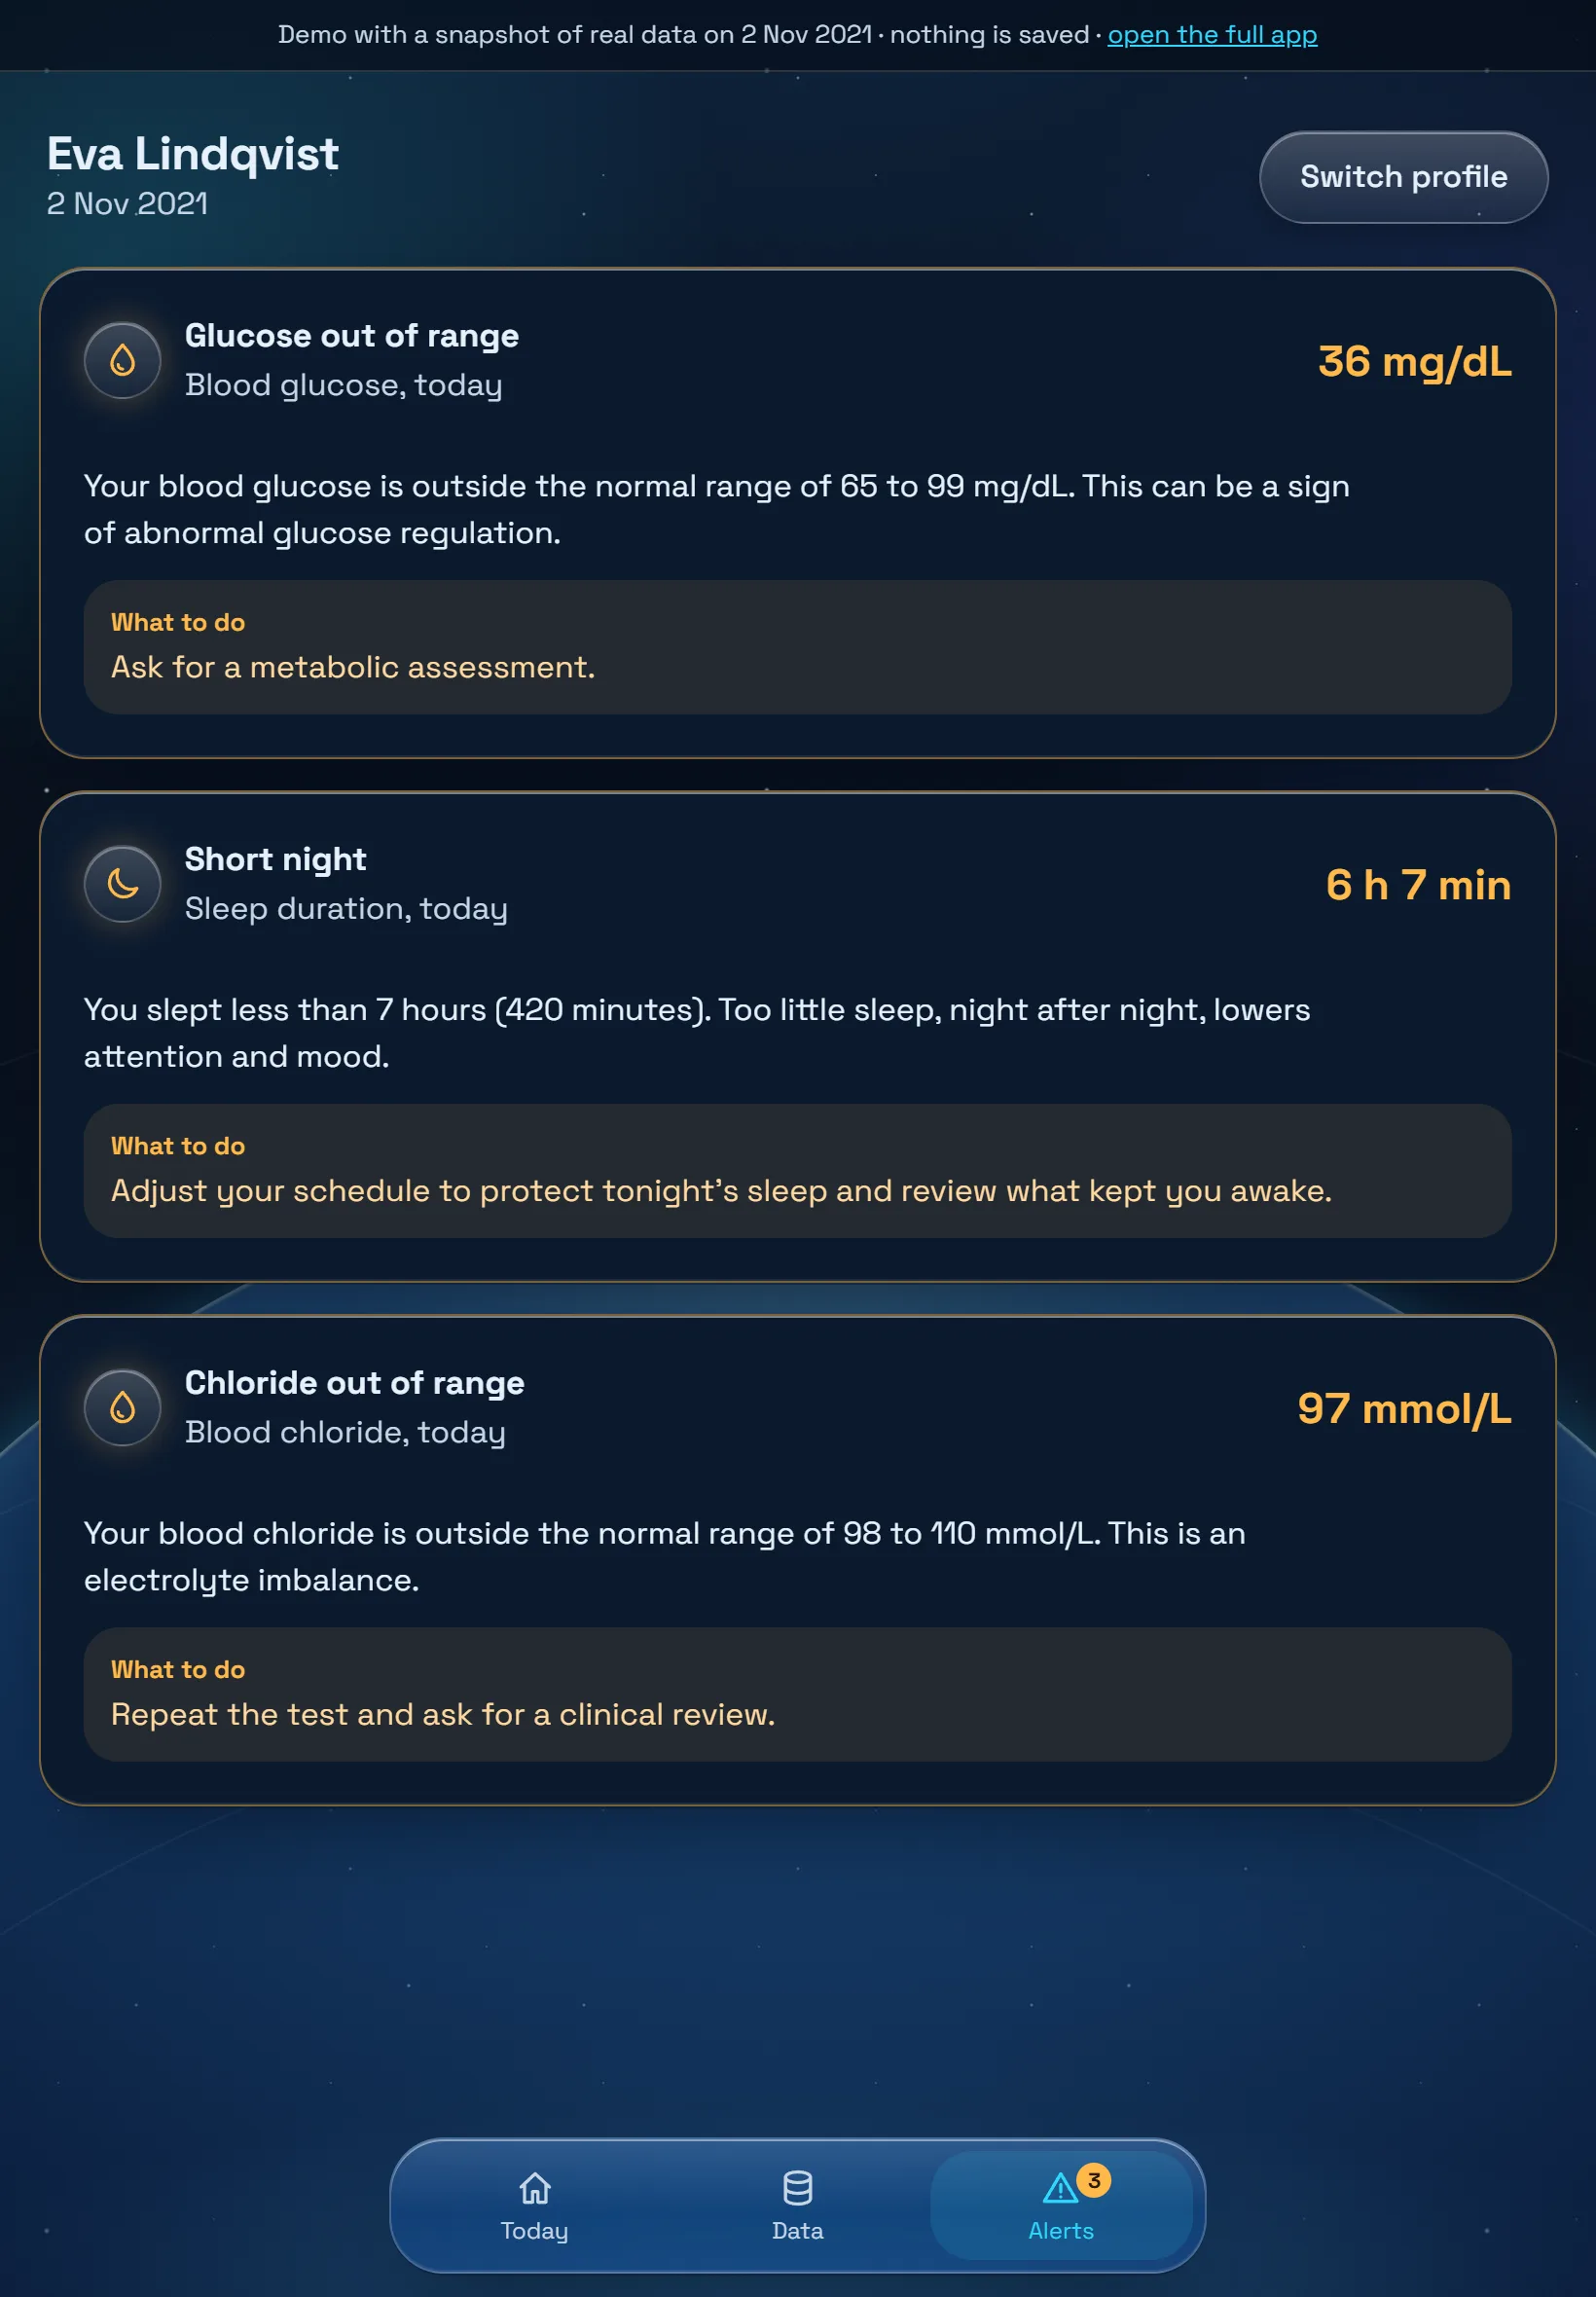 Demo with a snapshot of real data on 2 Nov 2021 · nothing is saved · open the full app
Eva Lindqvist
2 Nov 2021
Switch profile
Glucose out of range
Blood glucose, today
36 mg/dL
Your blood glucose is outside the normal range of 65 to 99 mg/dL. This can be a sign
of abnormal glucose regulation.
What to do
Ask for a metabolic assessment.
Short night
Sleep duration, today
6 h 7 min
You slept less than 7 hours (420 minutes). Too little sleep, night after night, lowers
attention and mood.
What to do
Adjust your schedule to protect tonight’s sleep and review what kept you awake.
Chloride out of range
Blood chloride, today
97 mmol/L
Your blood chloride is outside the normal range of 98 to 110 mmol/L. This is an
electrolyte imbalance.
What to do
Repeat the test and ask for a clinical review.
3
Today
Data
Alerts